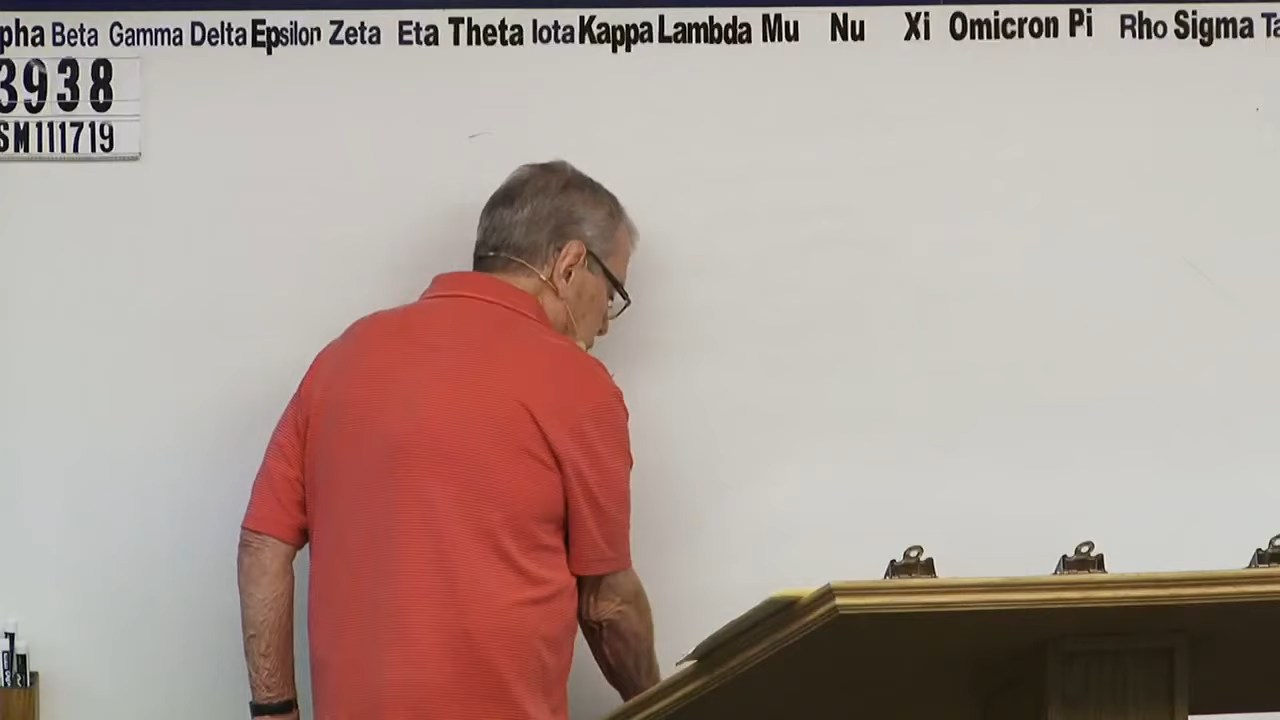 pha Beta Gamma Delta Epsilon Zeta Eta Theta Iota Kappa Lambda Mu Nu Xi Omicron Pi Rho Sigma Ta
3938
SM111719